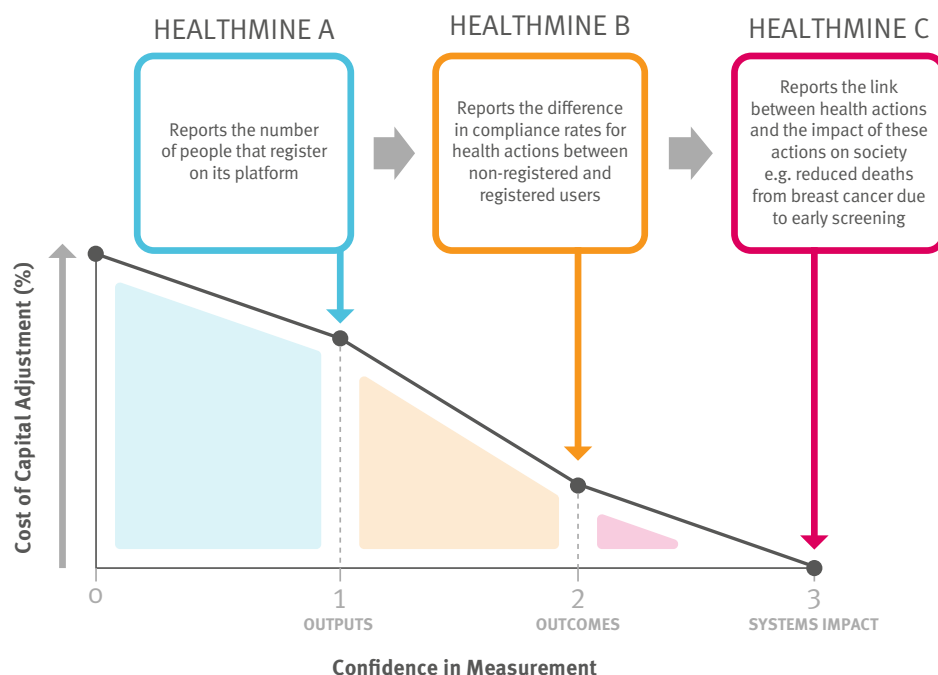 HEALTHMINE A
Reports the number
of people that register
on its platform
HEALTHMINE B
Reports the difference
in compliance rates for
health actions between
non-registered and
registered users
HEALTHMINE C
Reports the link
between health actions
and the impact of these
actions on society
e.g. reduced deaths
from breast cancer due
to early screening
Cost of Capital Adjustment (%)
0
1
OUTPUTS
2
OUTCOMES
3
SYSTEMS IMPACT
Confidence in Measurement